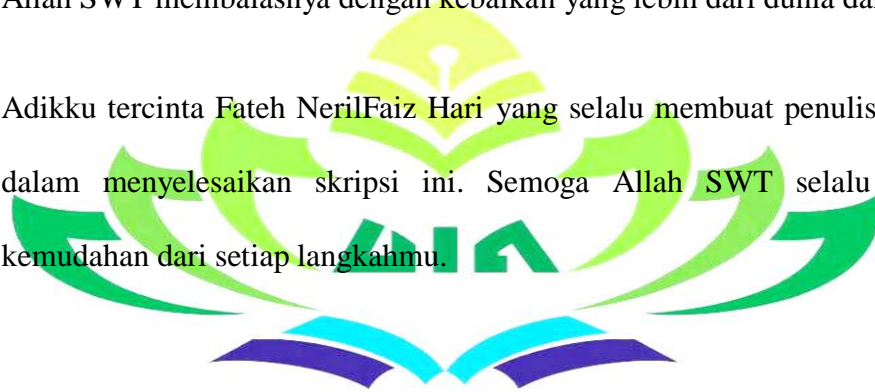 Allah SWT membalasnya dengan kebaikan yang lebih dari dunia dan
Adikku tercinta Fateh NerilFaiz Hari yang selalu membuat penulis
dalam menyelesaikan skripsi ini. Semoga Allah SWT selalu
kemudahan dari setiap langkahmu.